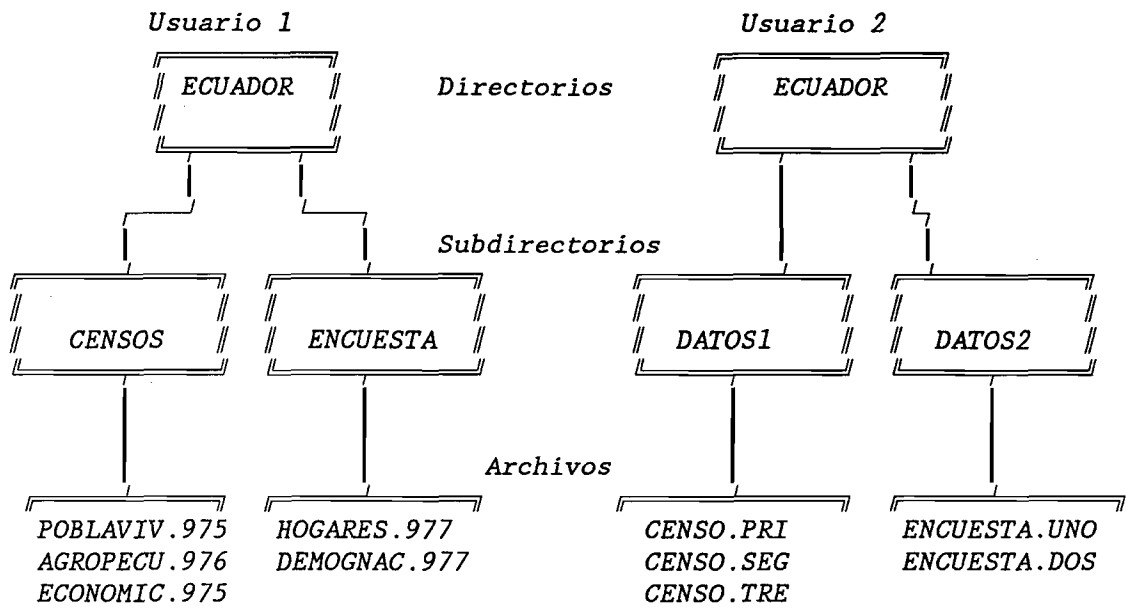 Usuario 1 Usuario 2
ECUADOR Directorios ECUADOR
Subdirectorios
CENSOS ENCUESTA DATOS1 DATOS2
Archivos
POBLAVIV.975 HOGARES.977 CENSO.PRI ENCUESTA.UNO
AGROPECU.976 DEMOGNAC.977 CENSO.SEG ENCUESTA.DOS
ECONOMIC.975 CENSO.TRE